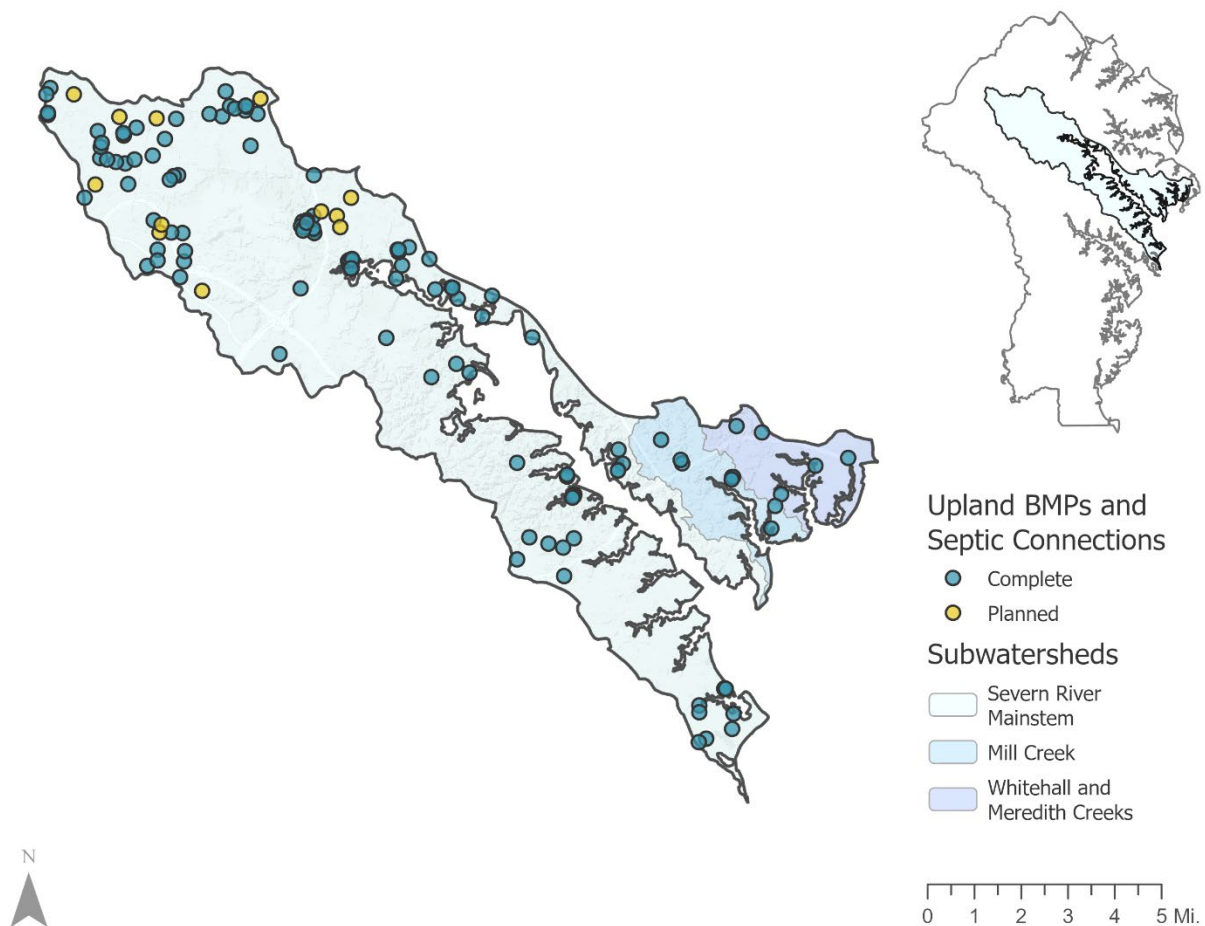 Upland BMPs and
Septic Connections
Complete
Planned
Subwatersheds
Severn River
Mainstem
Mill Creek
Whitehall and
Meredith Creeks
N
0 1 2 3 4 5 Mi.